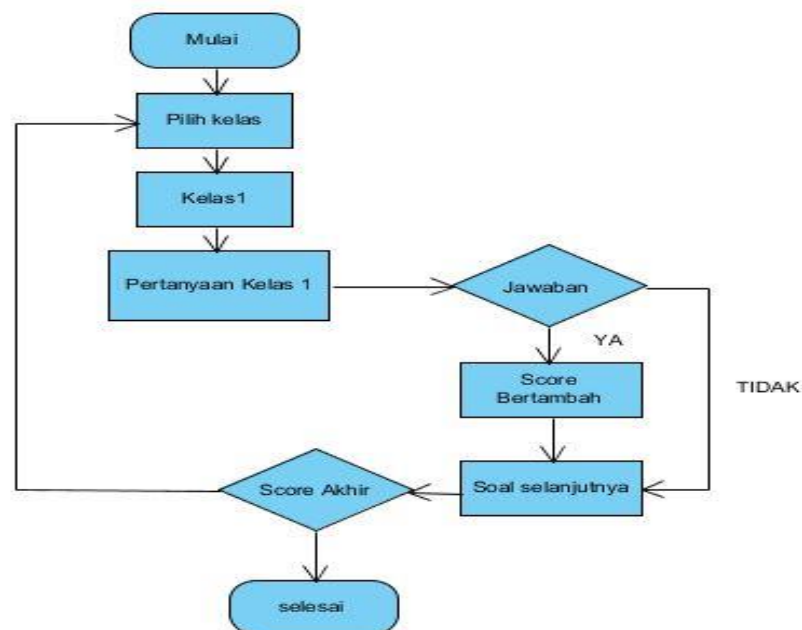 Mulai
Pilih kelas
Kelas1
Pertanyaan Kelas 1
Jawaban
YA
TIDAK
Score
Bertambah
Soal selanjutnya
Score Akhir
selesai